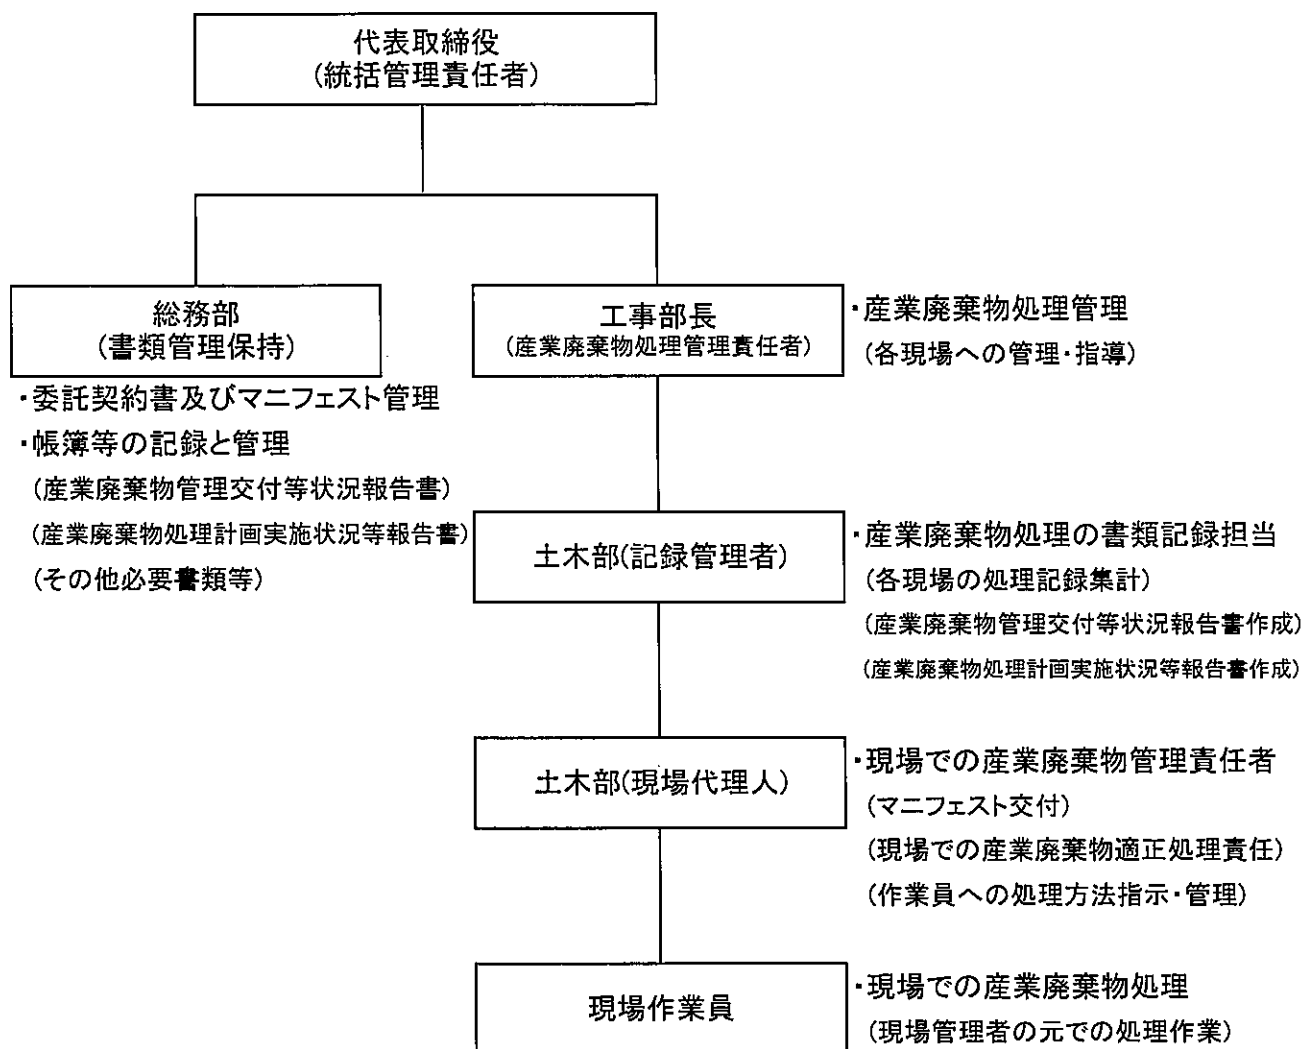 代表取締役
(統括管理責任者)
総務部
(書類管理保持)
・委託契約書及びマニフェスト管理
・帳簿等の記録と管理
(産業廃棄物管理交付等状況報告書)
(産業廃棄物処理計画実施状況等報告書)
(その他必要書類等)
工事部長
(産業廃棄物処理管理責任者)
・産業廃棄物処理管理
(各現場への管理・指導)
土木部(記録管理者)
・産業廃棄物処理の書類記録担当
(各現場の処理記録集計)
(産業廃棄物管理交付等状況報告書作成)
(産業廃棄物処理計画実施状況等報告書作成)
土木部(現場代理人)
・現場での産業廃棄物管理責任者
(マニフェスト交付)
(現場での産業廃棄物適正処理責任)
(作業員への処理方法指示・管理)
現場作業員
・現場での産業廃棄物処理
(現場管理者の元での処理作業)